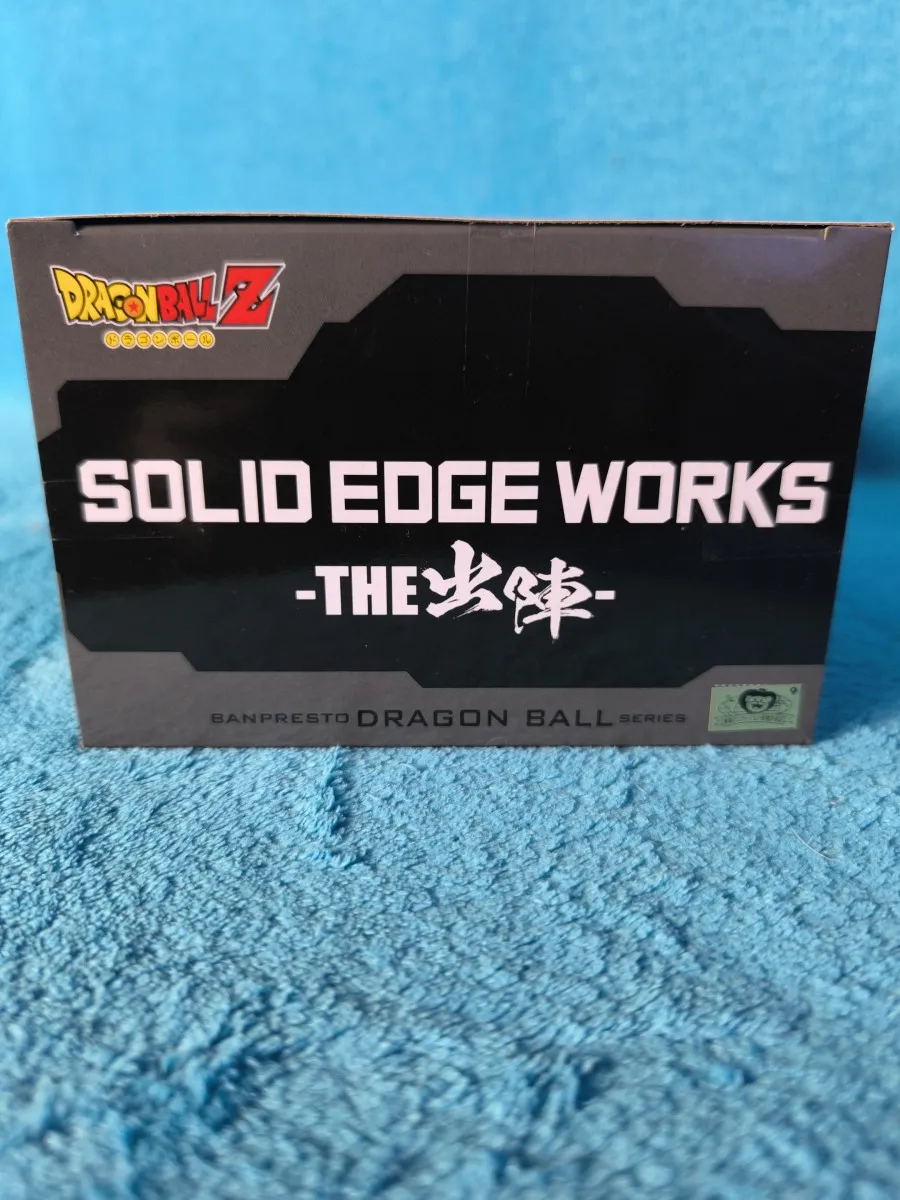 DRAGON BALL Z
ドラゴンボール
SOLID EDGE WORKS
-THE出陣-
BANPRESTO DRAGON BALL SERIES